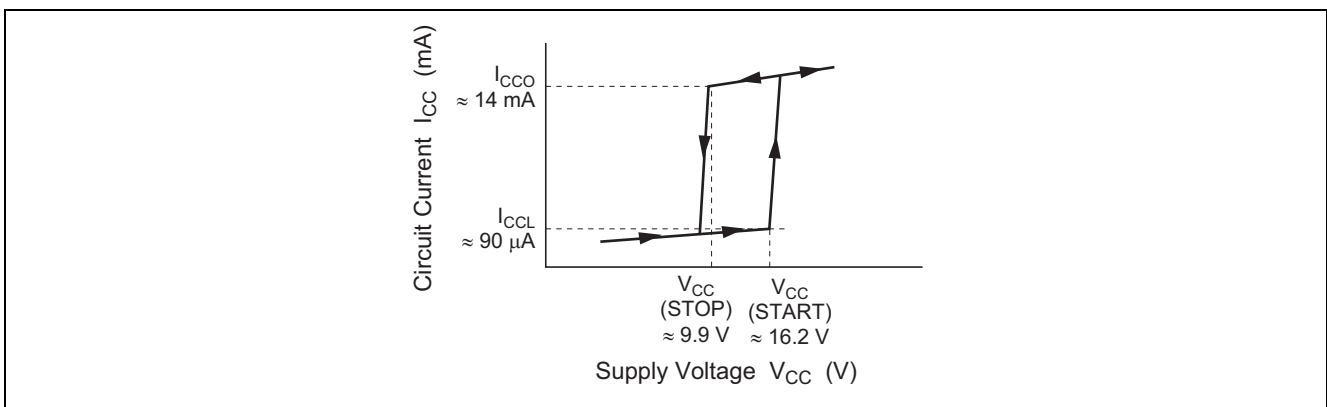 Circuit Current I_CC (mA)
I_CCO
≈ 14 mA
I_CCL
≈ 90 μA
V_CC
(STOP)
≈ 9.9 V
V_CC
(START)
≈ 16.2 V
Supply Voltage V_CC (V)